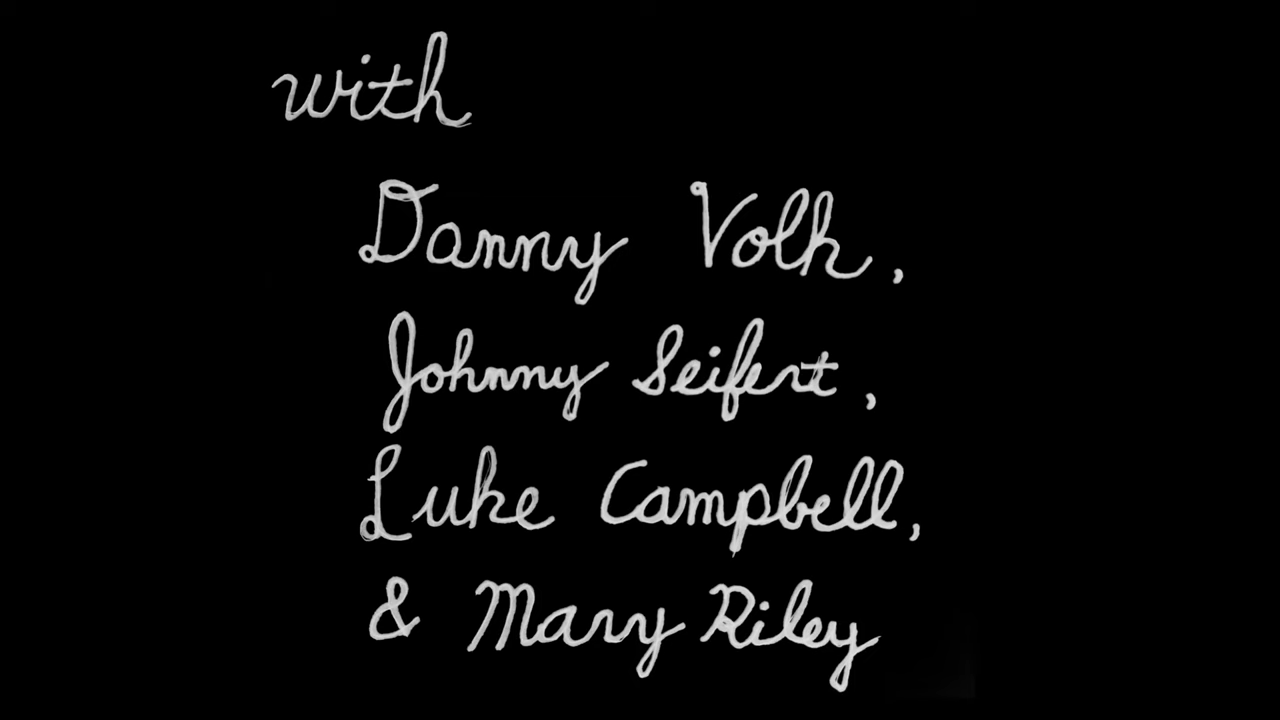 with
Danny Volk,
Johnny Seifert,
Luke Campbell,
& Mary Riley